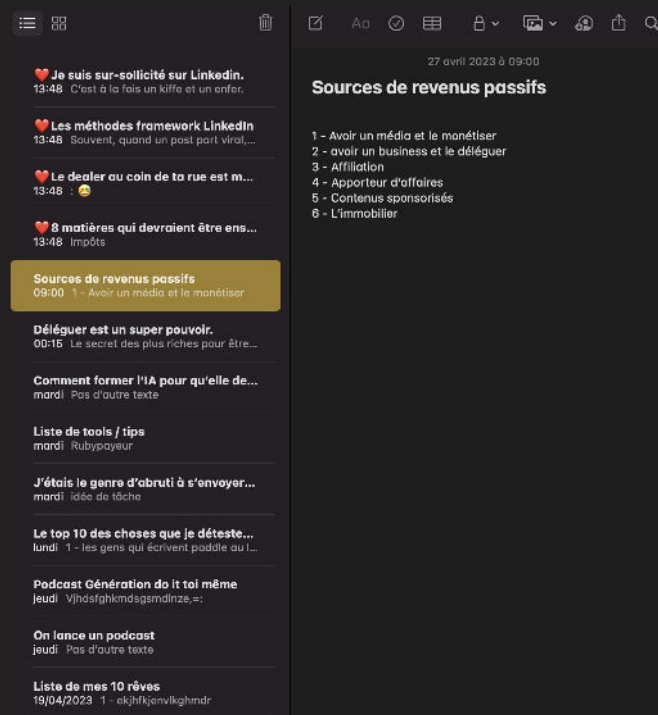 ❤️Je suis sur-sollicité sur Linkedin.
13:48 C'est à la fois un kiffe et un enfer.
❤️Les méthodes framework LinkedIn
13:48 Souvent, quand un post part viral,...
❤️Le dealer au coin de ta rue est m...
13:48 : 😅
❤️8 matières qui devraient être ens...
13:48 Impôts
Sources de revenus passifs
09:00 1 - Avoir un média et le monétiser
Déléguer est un super pouvoir.
00:15 Le secret des plus riches pour être...
Comment former l'IA pour qu'elle de...
mardi Pas d'autre texte
Liste de tools / tips
mardi Rubypayeur
J'étais le genre d'abruti à s'envoyer...
mardi idée de tâche
Le top 10 des choses que je déteste...
lundi 1 - les gens qui écrivent paddle au l...
Podcast Génération do it toi même
jeudi Vjhdsfghkmdsgsmdlnze,=:
On lance un podcast
jeudi Pas d'autre texte
Liste de mes 10 rêves
19/04/2023 1 - ekjhfkjenvlkghmdr
Aa
27 avril 2023 à 09:00
Sources de revenus passifs
1 - Avoir un média et le monétiser
2 - avoir un business et le déléguer
3 - Affiliation
4 - Apporteur d'affaires
5 - Contenus sponsorisés
6 - L'immobilier